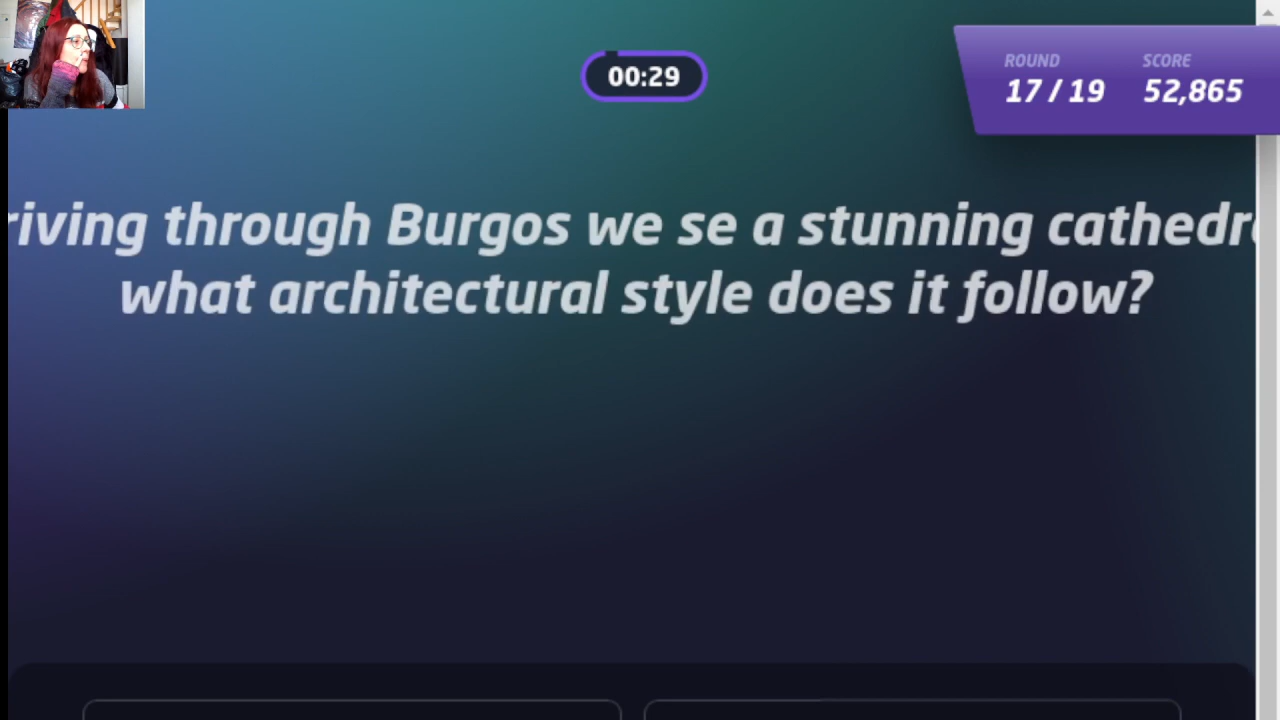 00:29
ROUND SCORE
17 / 19 52,865
riving through Burgos we se a stunning cathedr
what architectural style does it follow?